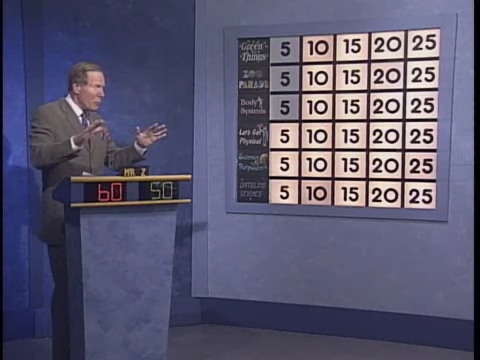 Green
Things
5 10 15 20 25
ZOO
PARADE
5 10 15 20 25
Body
Systems
5 10 15 20 25
Let's Get
Physical
5 10 15 20 25
Science
Potpourri
5 10 15 20 25
DATELINE
SCIENCE
5 10 15 20 25
MR. Z
60 50